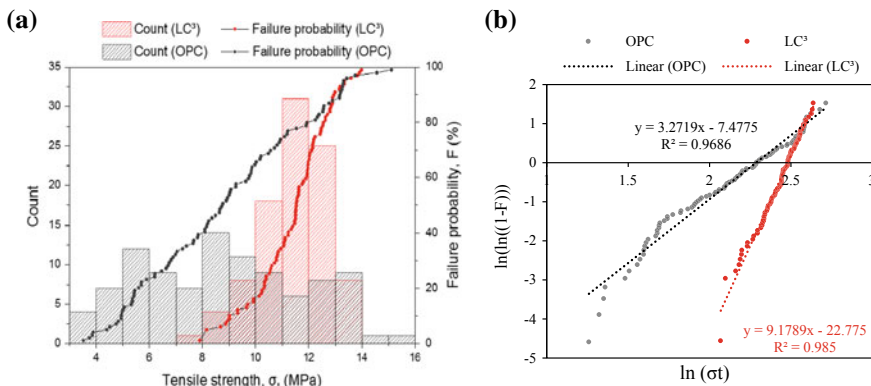 (a)
Count (LC³) Failure probability (LC³)
Count (OPC) Failure probability (OPC)
35 100
30
80
25
60
20
15
40
10
20
5
0 0
4 6 8 10 12 14 16
Count
Failure probability, F (%)
Tensile strength, σ, (MPa)
(b)
OPC LC³
Linear (OPC) Linear (LC³)
2
1
0
-1
-2
-3
-4
-5
1 1.5 2 2.5 3
y = 3.2719x - 7.4775
R² = 0.9686
y = 9.1789x - 22.775
R² = 0.985
ln(ln((1-F)))
ln (σt)